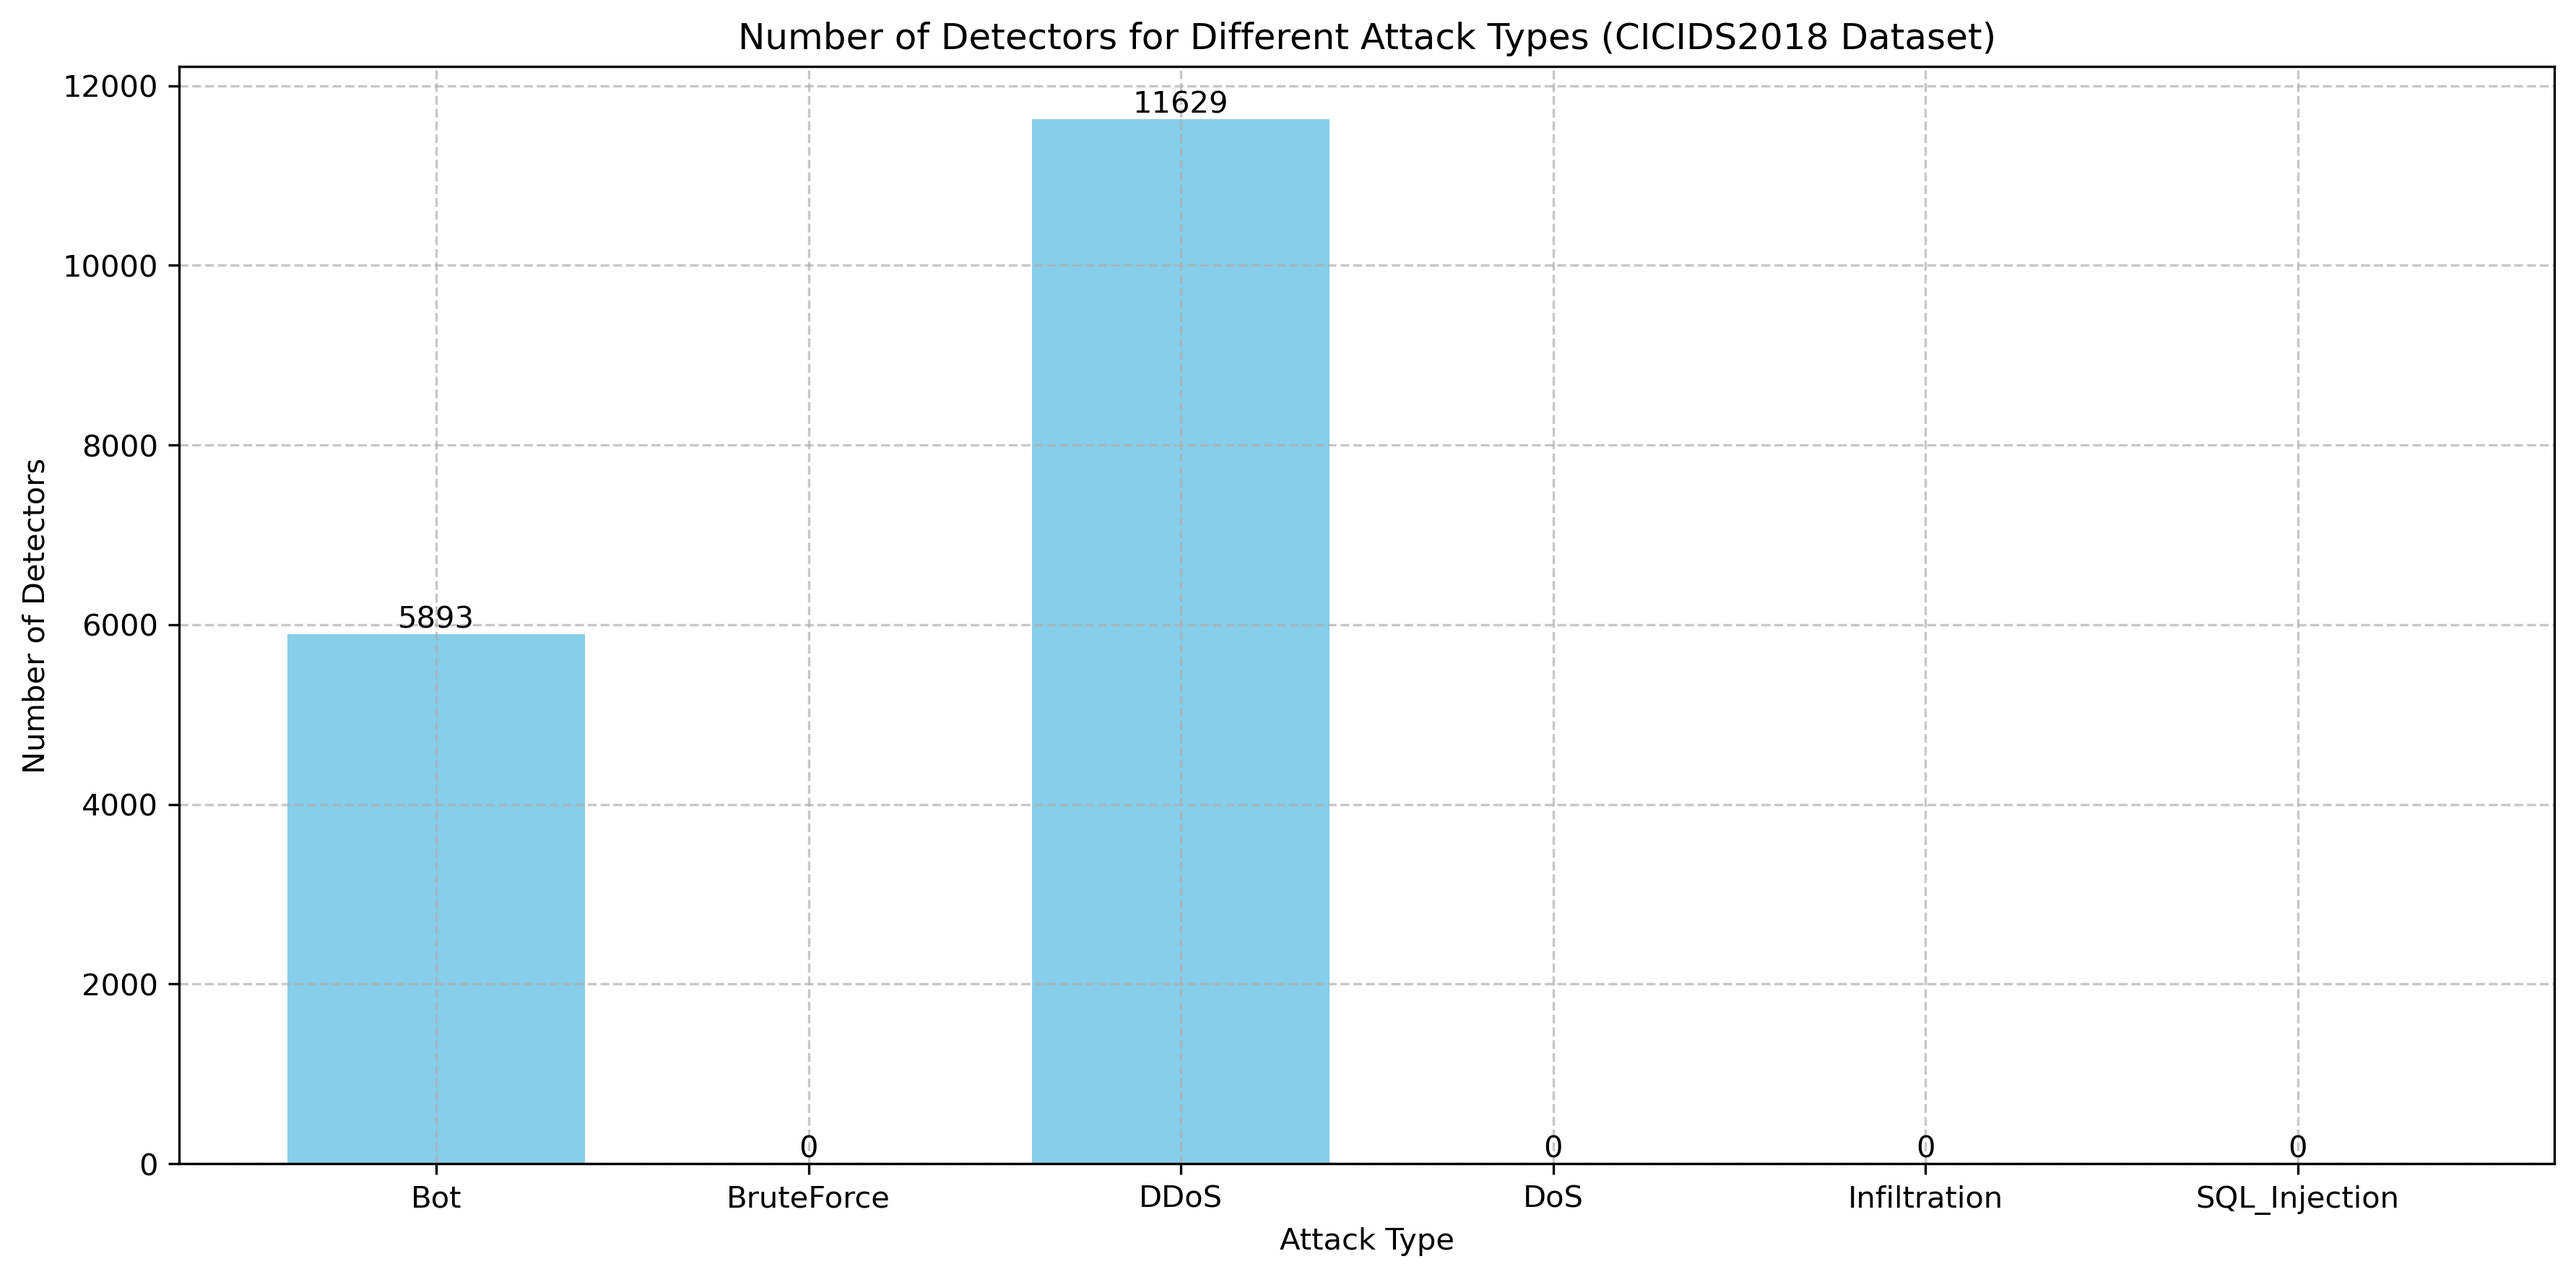 Number of Detectors for Different Attack Types (CICIDS2018 Dataset)
12000
10000
8000
6000
4000
2000
0
Number of Detectors
5893
0
11629
0
0
0
Bot
BruteForce
DDoS
DoS
Infiltration
SQL_Injection
Attack Type